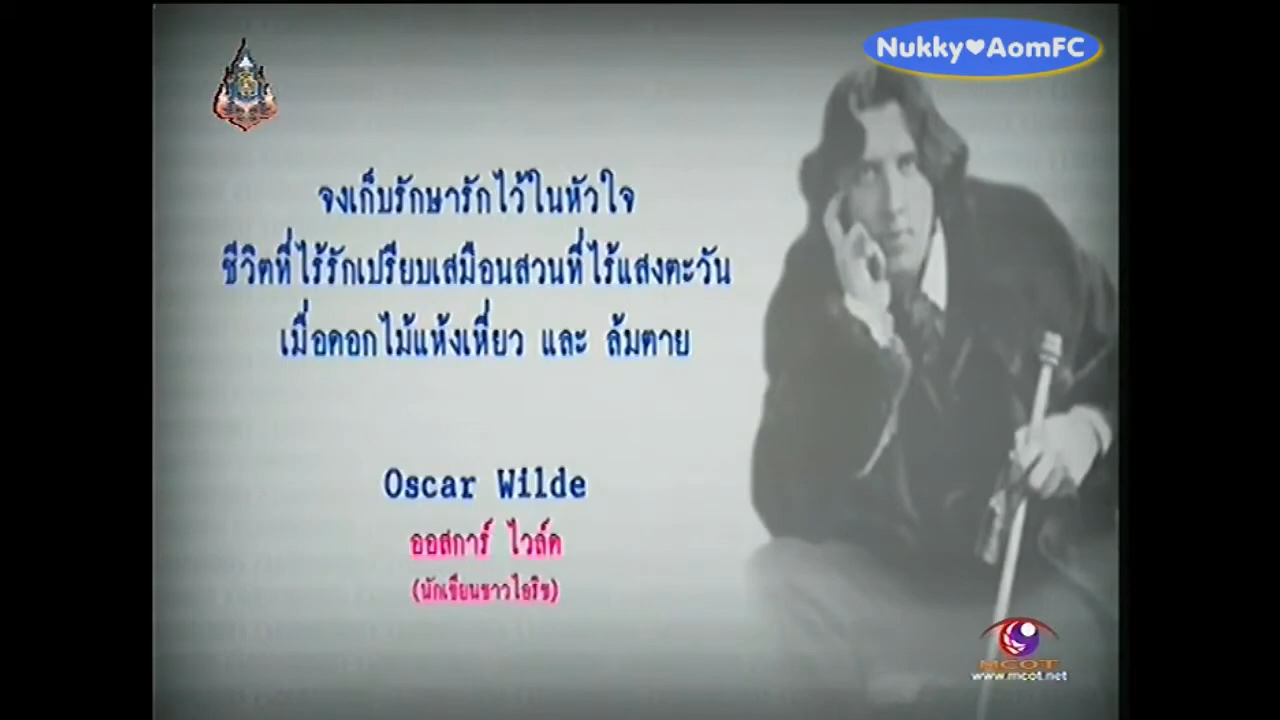 Nukky♥AomFC
จงเก็บรักษารักไว้ในหัวใจ
ชีวิตที่ไร้รักเปรียบเสมือนสวนที่ไร้แสงตะวัน
เมื่อดอกไม้แห้งเหี่ยว และ ล้มตาย
Oscar Wilde
ออสการ์ ไวล์ด
(นักเขียนชาวไอริช)
MCOT
www.mcot.net